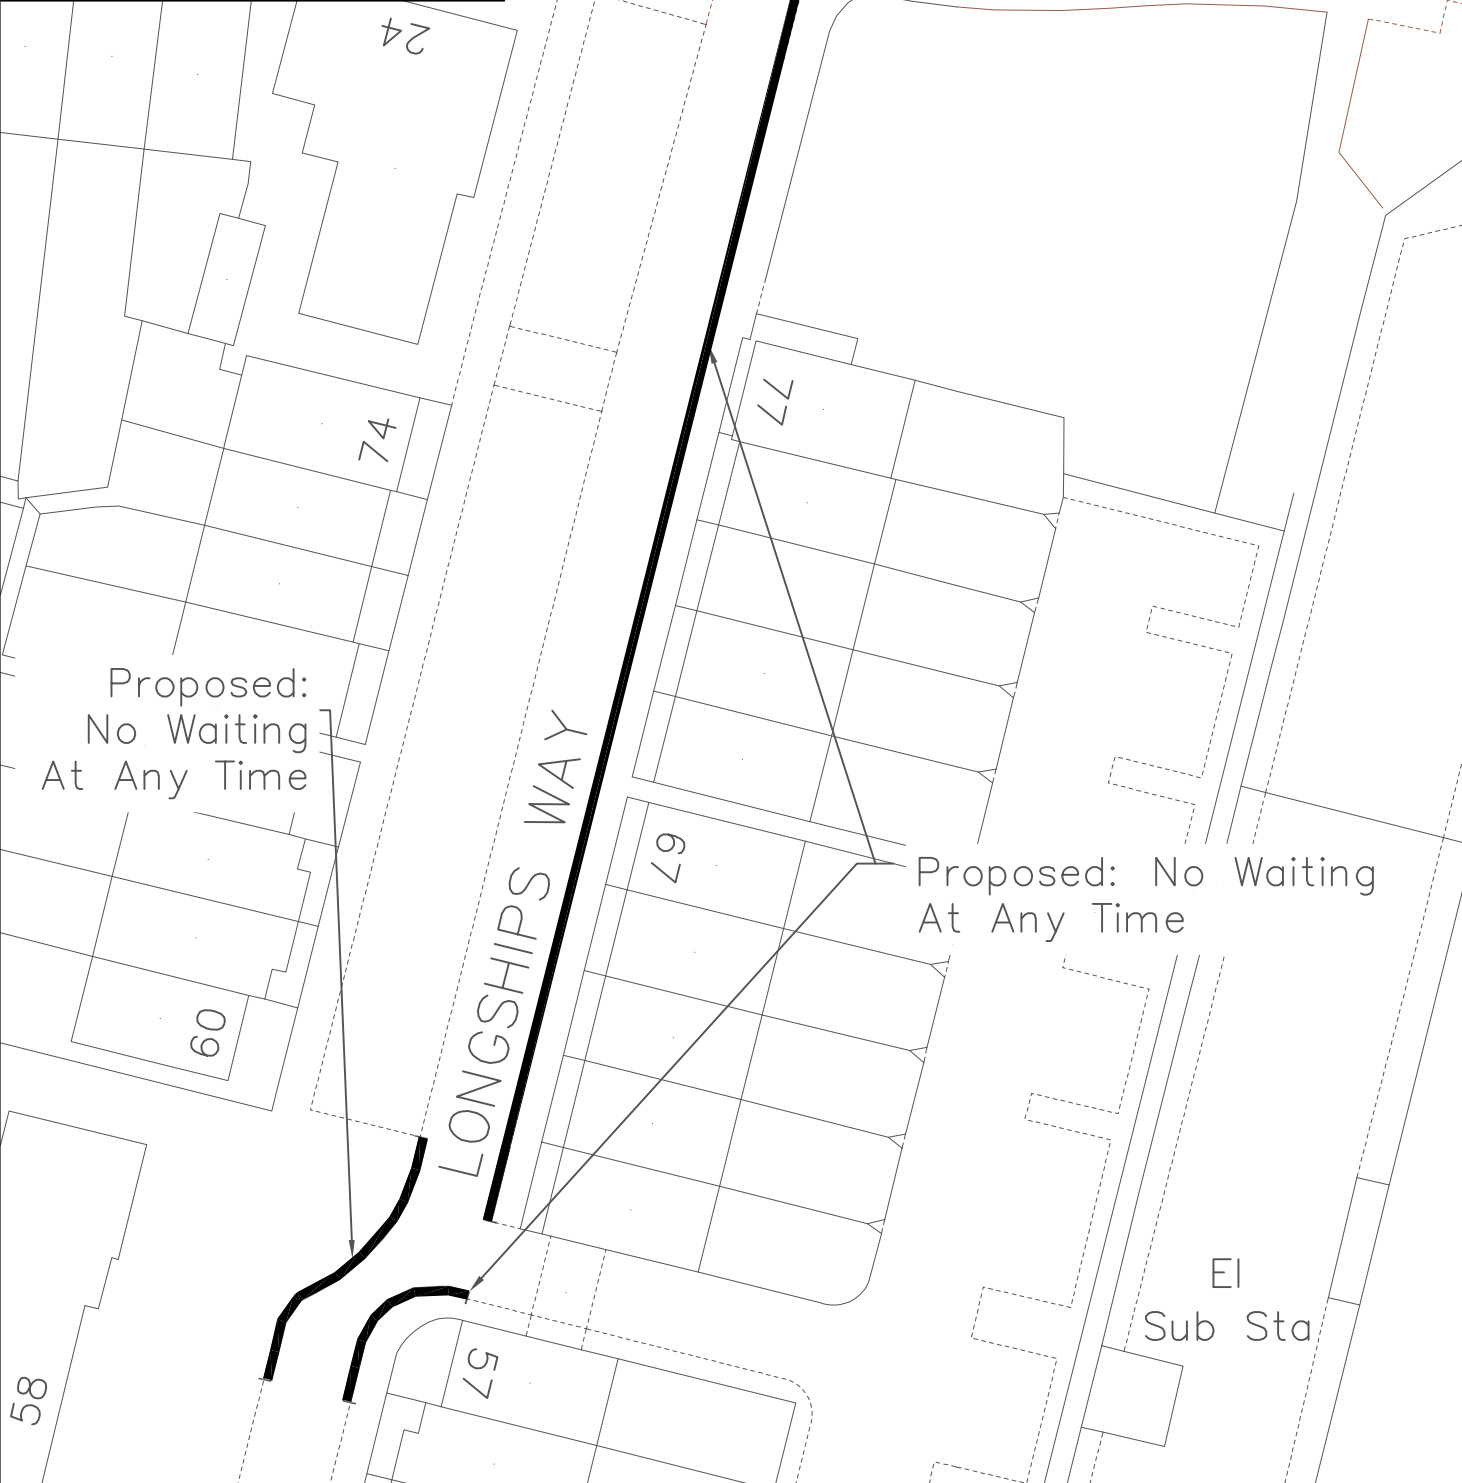 24
77
74
Proposed:
No Waiting
At Any Time
LONGSHIPS WAY
67
Proposed: No Waiting
At Any Time
60
El
Sub Sta
57
58